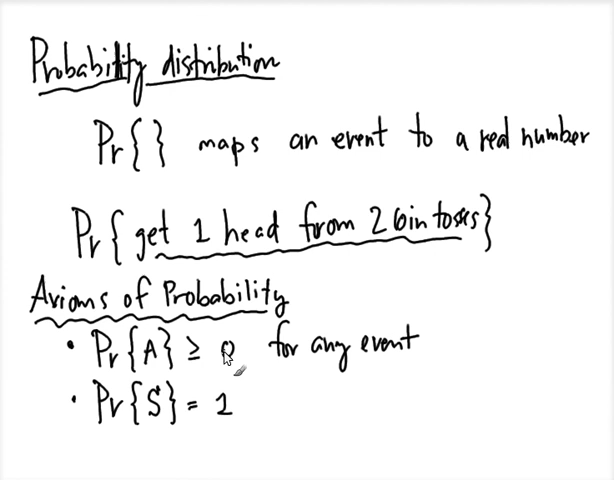 Probability distribution
Pr{ } maps an event to a real number
Pr{ get 1 head from 2 coin tosses}
Axioms of Probability
• Pr{A} ≥ 0 for any event
• Pr{S} = 1